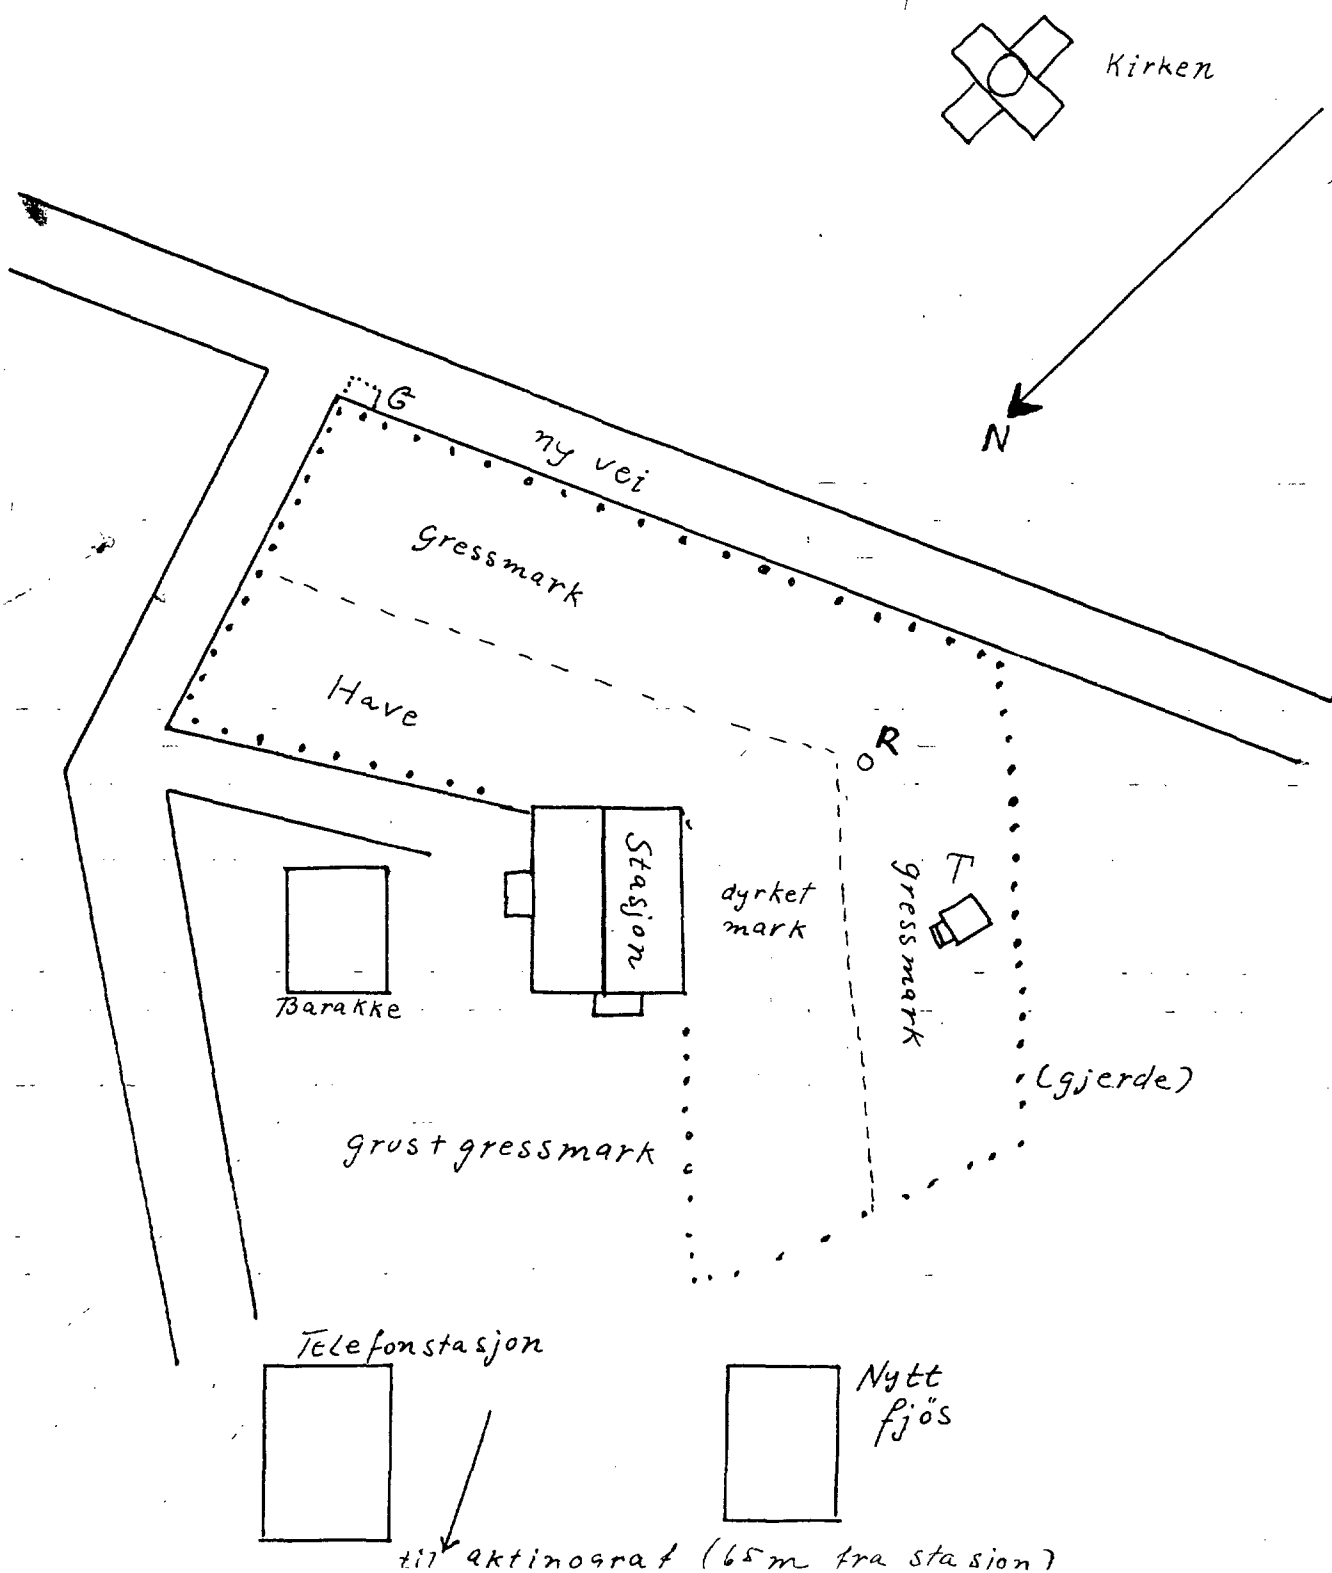 Kirken
N
G
ny vei
gressmark
Have
R
T
Stasjon
dyrket
mark
gressmark
Barakke
(gjerde)
grus + gressmark
Telefonstasjon
Nytt
fjös
til aktinograf (65m fra stasjon)